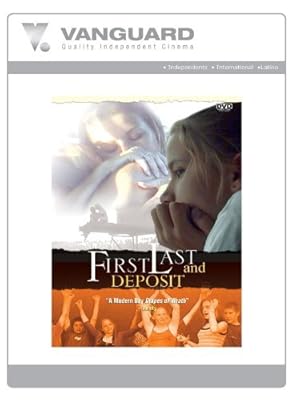 VANGUARD
Quality Independent Cinema
• Independents • International • Latino
DVD
FIRST LAST and
DEPOSIT
"A Modern Day Grapes of Wrath"